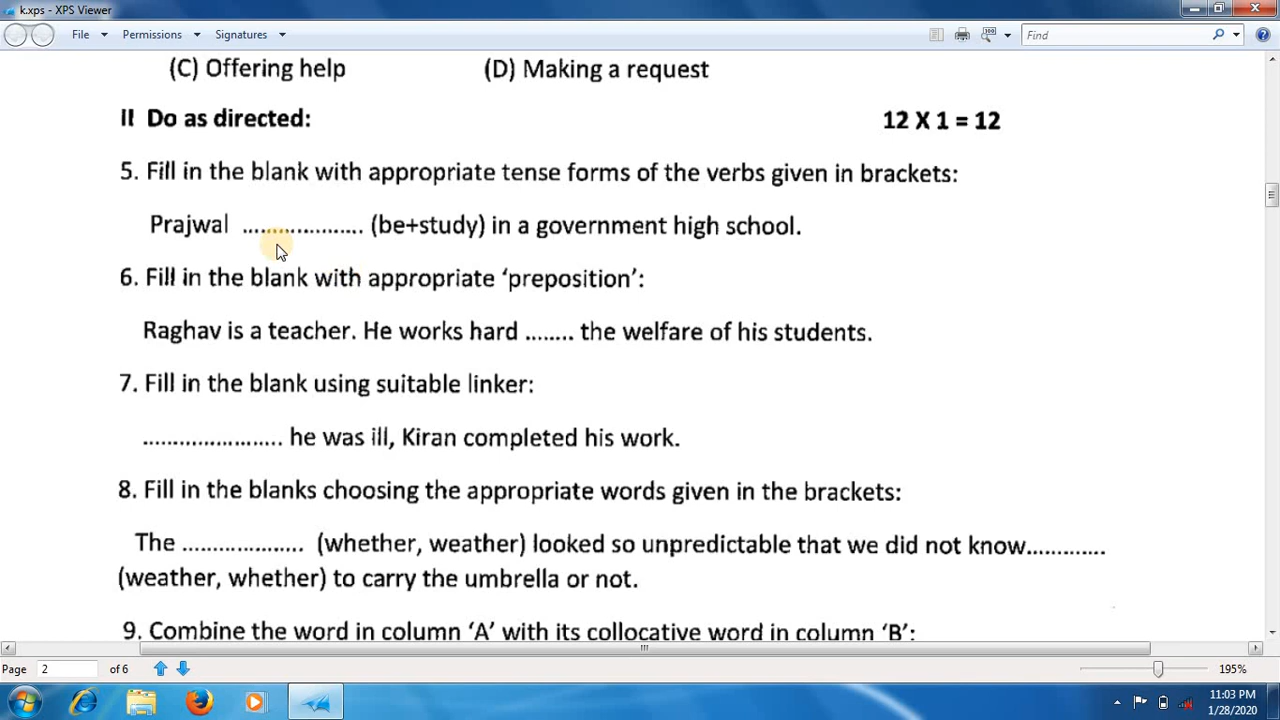 k.xps - XPS Viewer
File Permissions Signatures Find
(C) Offering help (D) Making a request
II Do as directed: 12 X 1 = 12
5. Fill in the blank with appropriate tense forms of the verbs given in brackets:
Prajwal .................... (be+study) in a government high school.
6. Fill in the blank with appropriate ‘preposition’:
Raghav is a teacher. He works hard ........ the welfare of his students.
7. Fill in the blank using suitable linker:
....................... he was ill, Kiran completed his work.
8. Fill in the blanks choosing the appropriate words given in the brackets:
The .................... (whether, weather) looked so unpredictable that we did not know.............
(weather, whether) to carry the umbrella or not.
9. Combine the word in column ‘A’ with its collocative word in column ‘B’:
Page 2 of 6 195%
11:03 PM
1/28/2020